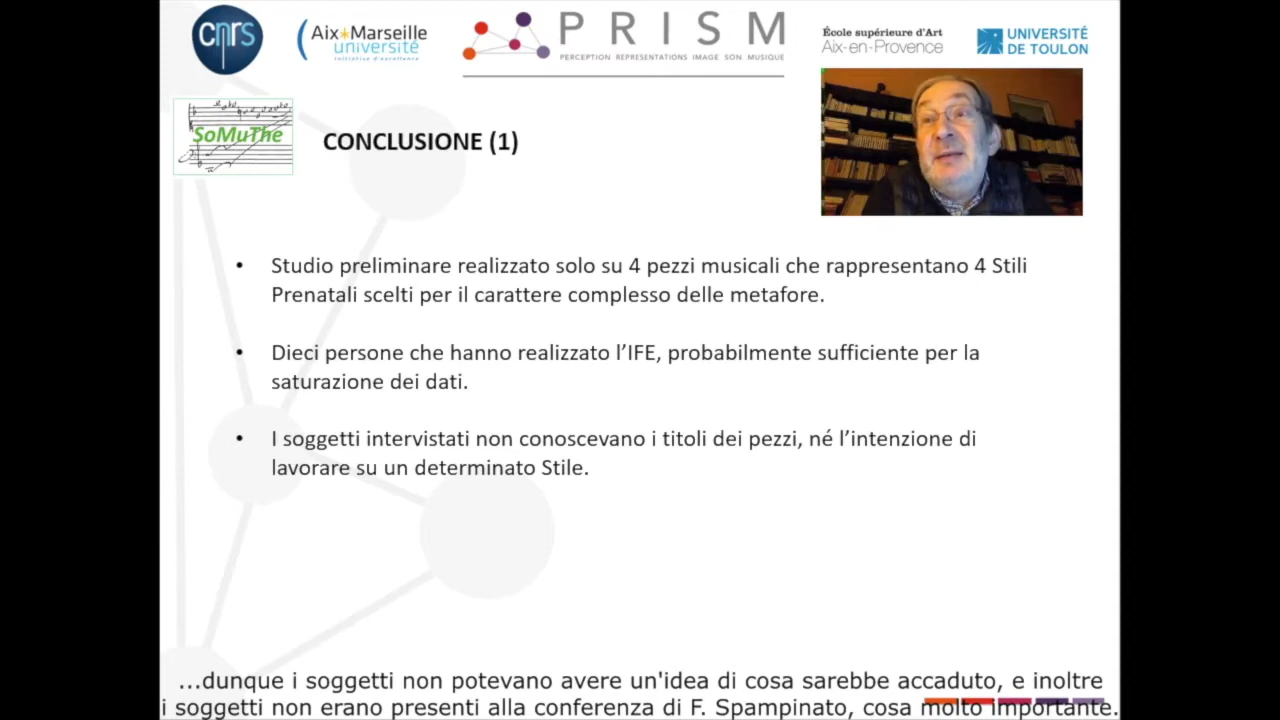 cnrs
Aix*Marseille
université
initiative d'excellence
PRISM
PERCEPTION REPRESENTATIONS IMAGE SON MUSIQUE
École supérieure d'Art
Aix-en-Provence
UNIVERSITÉ
DE TOULON
SoMuThe
CONCLUSIONE (1)
• Studio preliminare realizzato solo su 4 pezzi musicali che rappresentano 4 Stili
Prenatali scelti per il carattere complesso delle metafore.
• Dieci persone che hanno realizzato l’IFE, probabilmente sufficiente per la
saturazione dei dati.
• I soggetti intervistati non conoscevano i titoli dei pezzi, né l’intenzione di
lavorare su un determinato Stile.
...dunque i soggetti non potevano avere un'idea di cosa sarebbe accaduto, e inoltre
i soggetti non erano presenti alla conferenza di F. Spampinato, cosa molto importante.